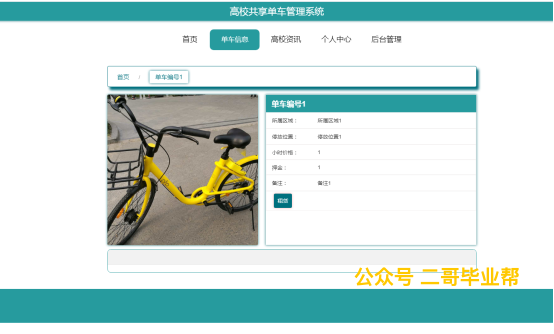 高校共享单车管理系统
首页 单车信息 高校资讯 个人中心 后台管理
首页 / 单车编号1
单车编号1
所属区域： 所属区域1
停放位置： 停放位置1
小时价格： 1
押金： 1
备注： 备注1
租赁
公众号 二哥毕业帮